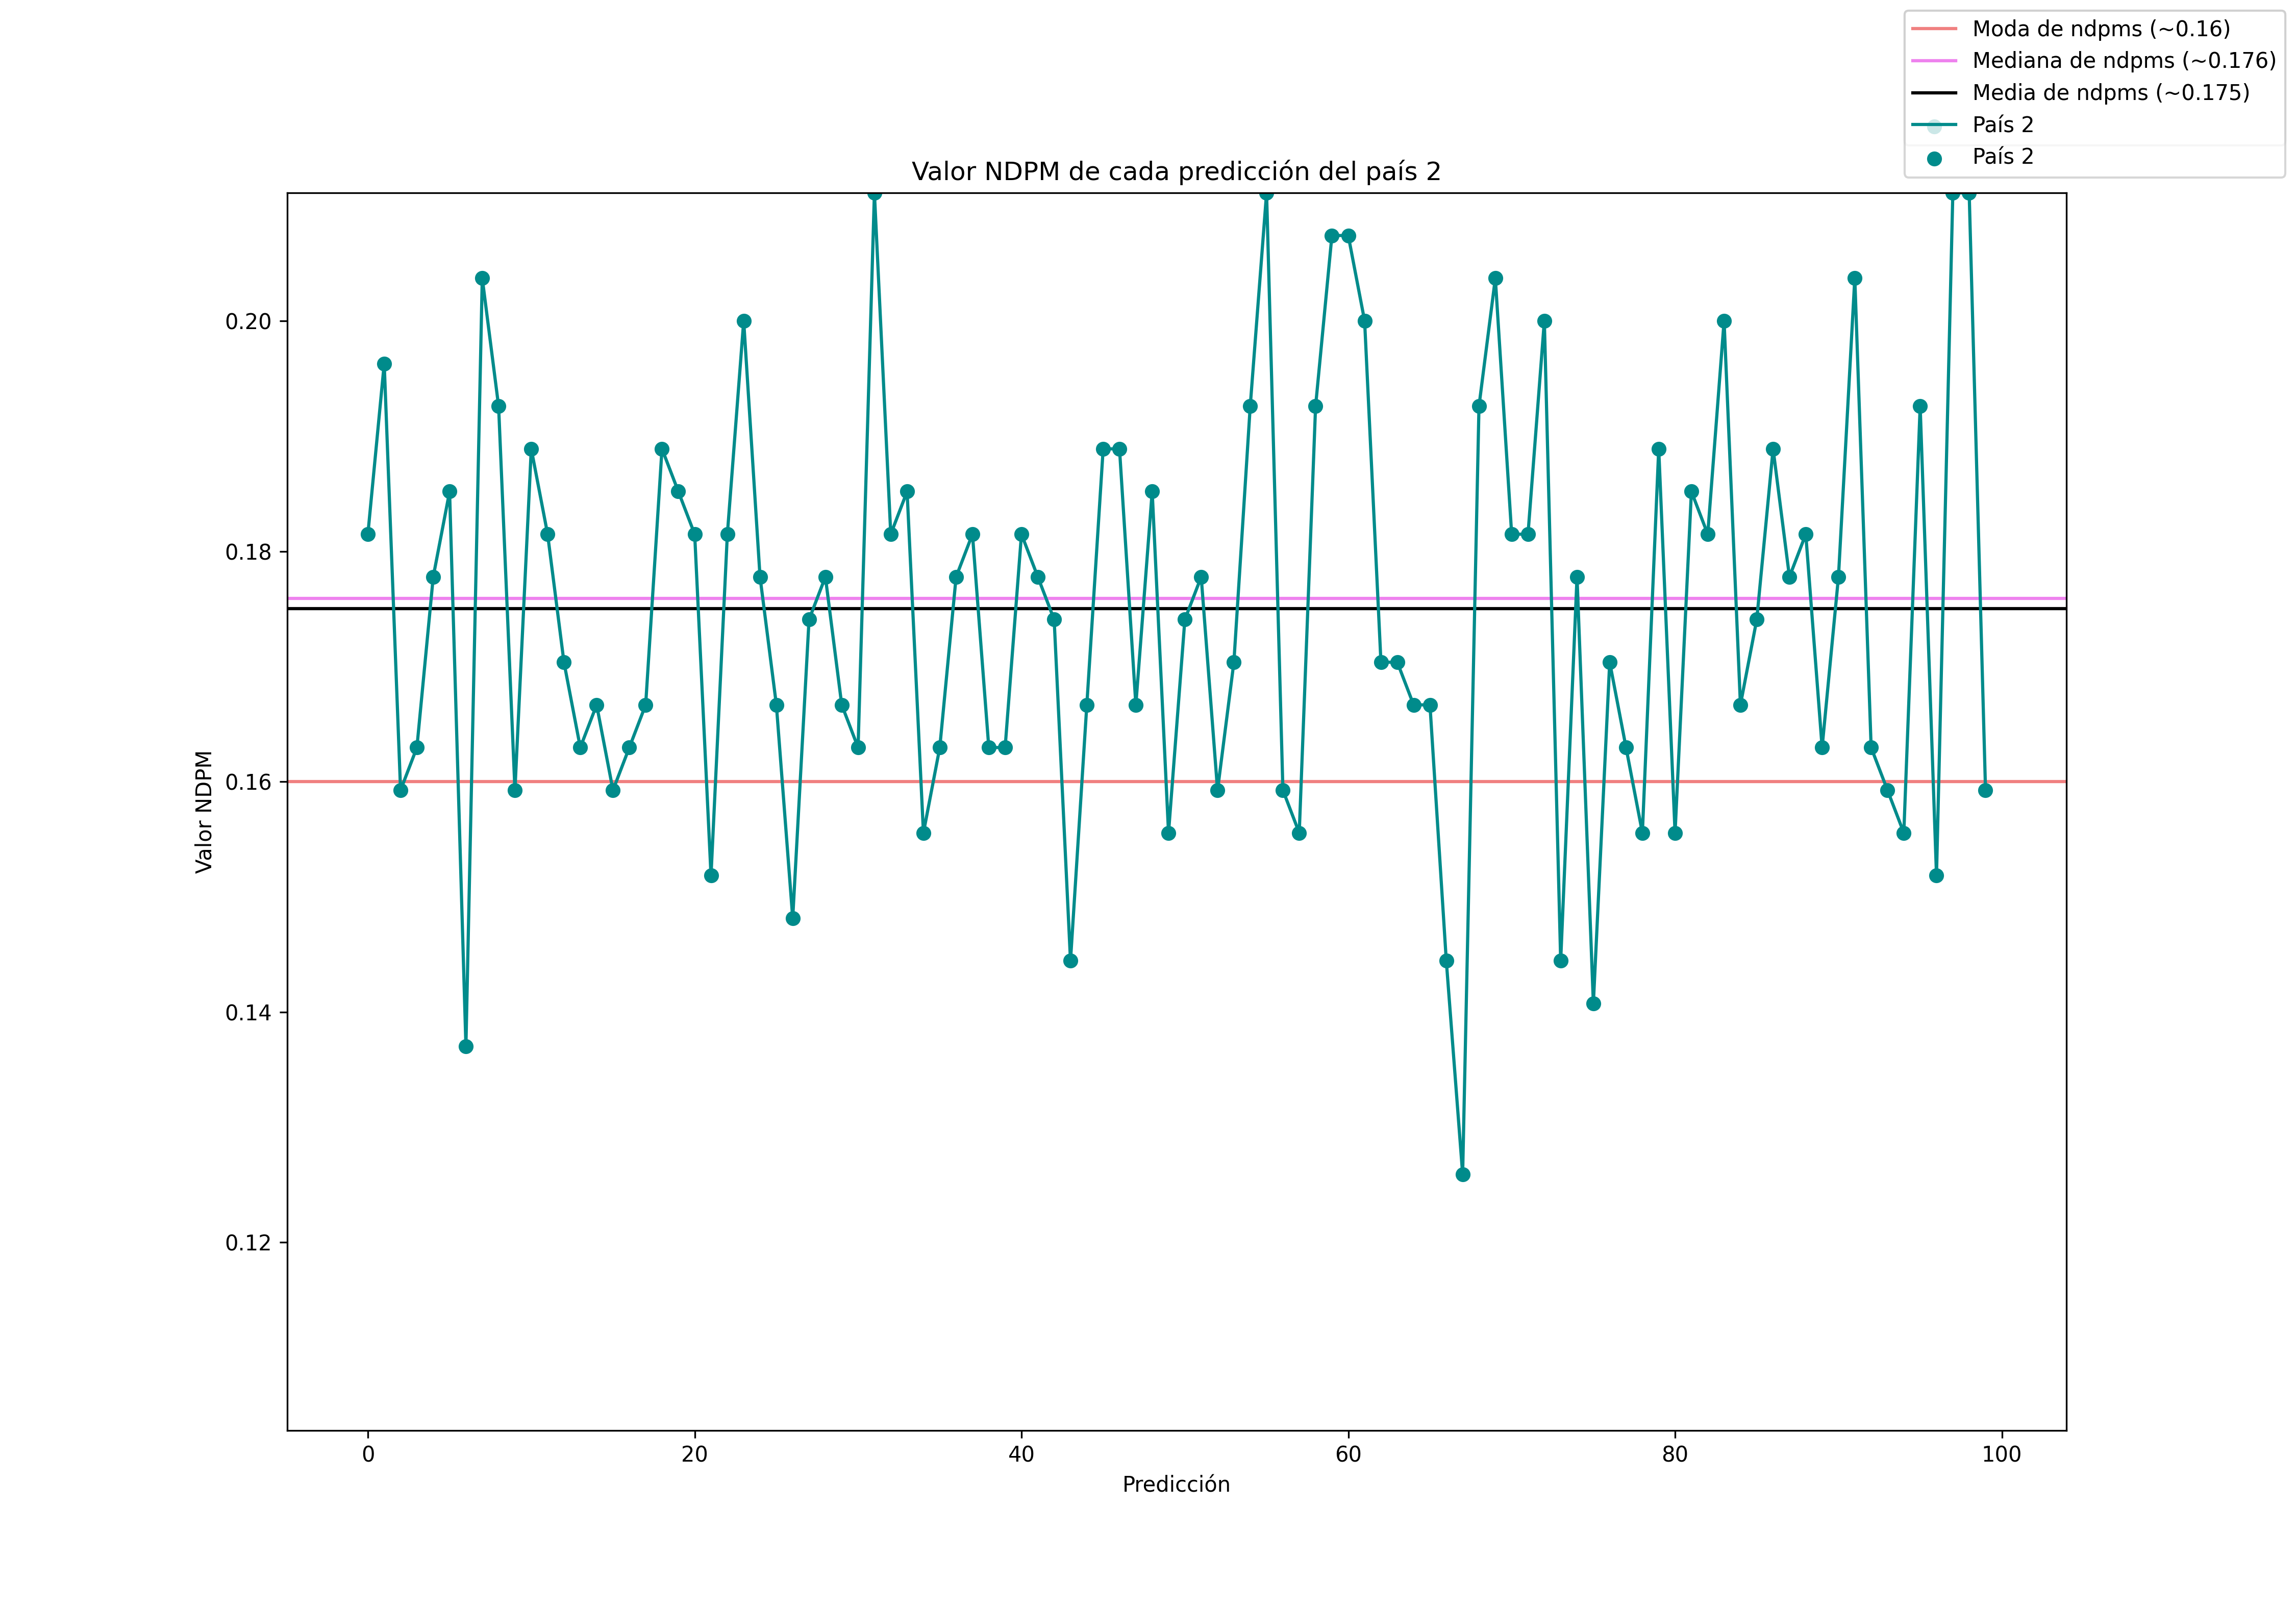 Moda de ndpms (~0.16)
Mediana de ndpms (~0.176)
Media de ndpms (~0.175)
País 2
País 2
Valor NDPM de cada predicción del país 2
Valor NDPM
0.20
0.18
0.16
0.14
0.12
0
20
40
60
80
100
Predicción